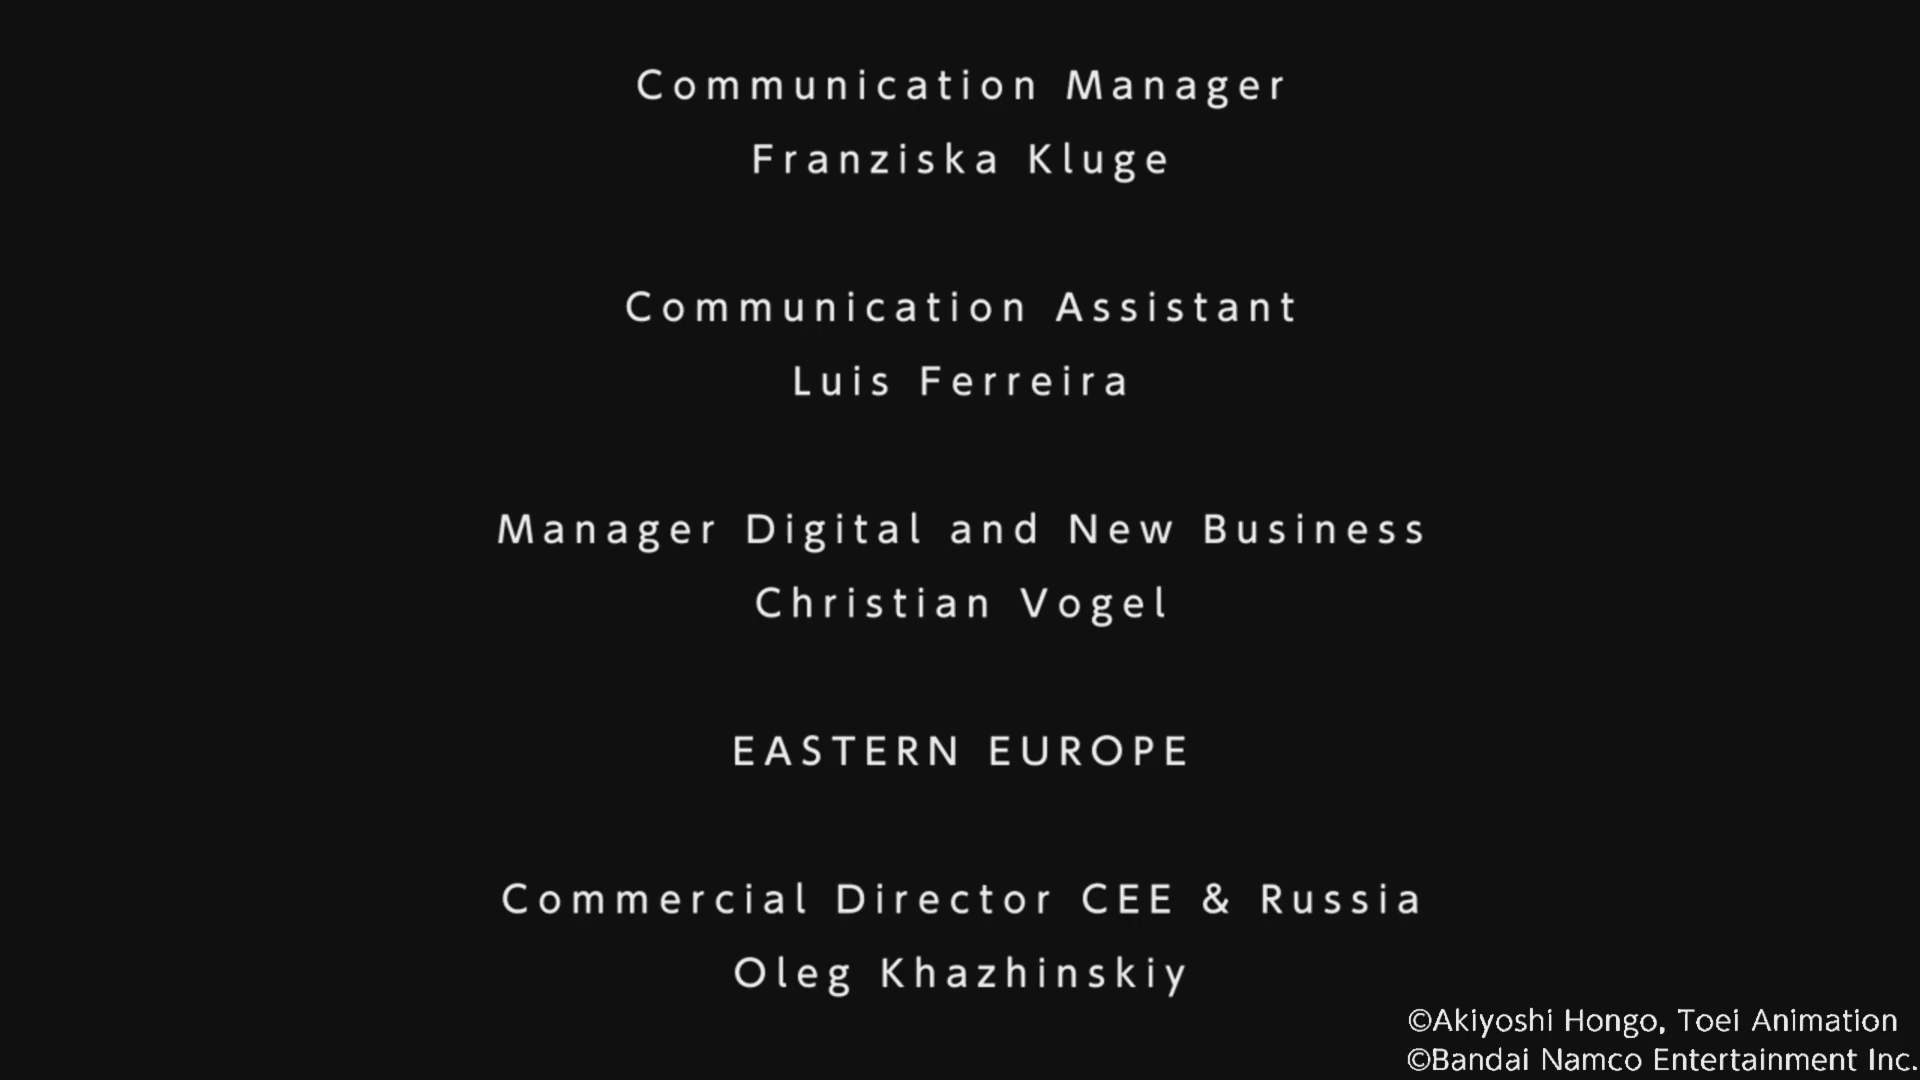 Communication Manager
Franziska Kluge
Communication Assistant
Luis Ferreira
Manager Digital and New Business
Christian Vogel
EASTERN EUROPE
Commercial Director CEE & Russia
Oleg Khazhinskiy
©Akiyoshi Hongo, Toei Animation
©Bandai Namco Entertainment Inc.